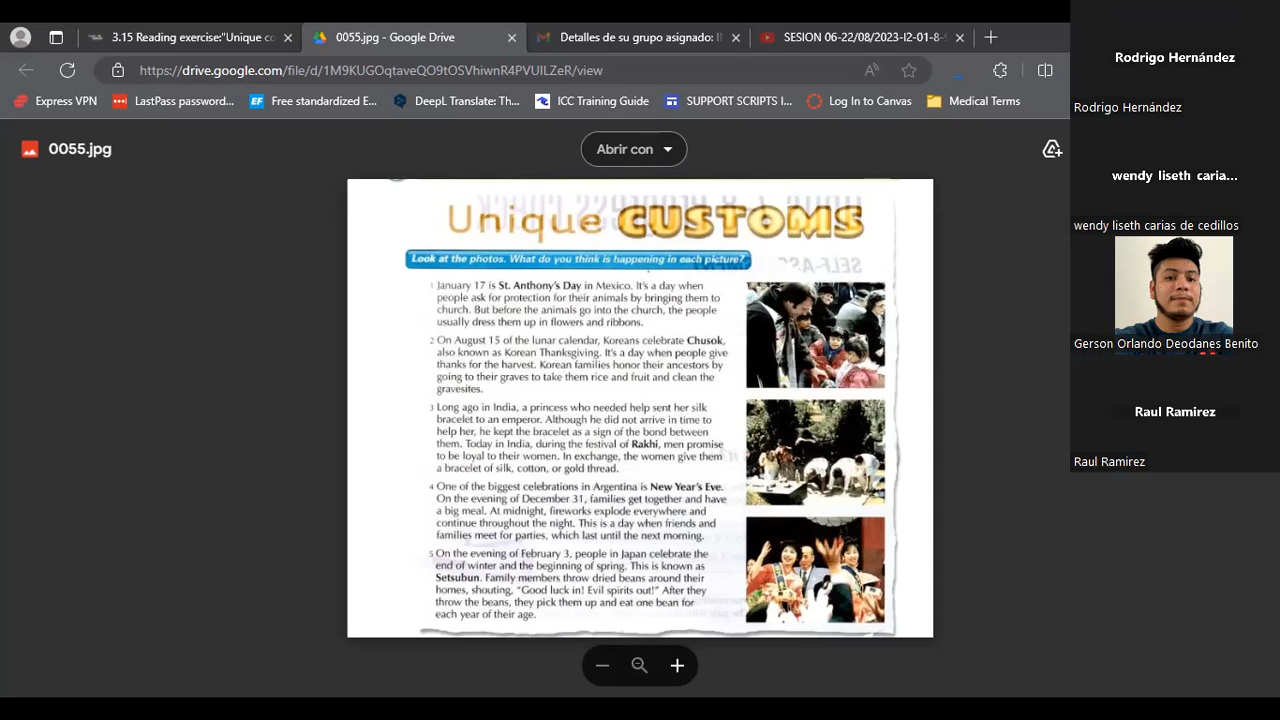 3.15 Reading exercise:"Unique co
0055.jpg - Google Drive
Detalles de su grupo asignado: I
SESION 06-22/08/2023-I2-01-8-9
https://drive.google.com/file/d/1M9KUGOqtaveQO9tOSVhiwnR4PVUILZeR/view
Express VPN
LastPass password...
Free standardized E...
DeepL Translate: Th...
ICC Training Guide
SUPPORT SCRIPTS I...
Log In to Canvas
Medical Terms
0055.jpg
Abrir con
Unique CUSTOMS
Look at the photos. What do you think is happening in each picture?
1 January 17 is St. Anthony's Day in Mexico. It's a day when
people ask for protection for their animals by bringing them to
church. But before the animals go into the church, the people
usually dress them up in flowers and ribbons.
2 On August 15 of the lunar calendar, Koreans celebrate Chusok,
also known as Korean Thanksgiving. It's a day when people give
thanks for the harvest. Korean families honor their ancestors by
going to their graves to take them rice and fruit and clean the
gravesites.
3 Long ago in India, a princess who needed help sent her silk
bracelet to an emperor. Although he did not arrive in time to
help her, he kept the bracelet as a sign of the bond between
them. Today in India, during the festival of Rakhi, men promise
to be loyal to their women. In exchange, the women give them
a bracelet of silk, cotton, or gold thread.
4 One of the biggest celebrations in Argentina is New Year's Eve.
On the evening of December 31, families get together and have
a big meal. At midnight, fireworks explode everywhere and
continue throughout the night. This is a day when friends and
families meet for parties, which last until the next morning.
5 On the evening of February 3, people in Japan celebrate the
end of winter and the beginning of spring. This is known as
Setsubun. Family members throw dried beans around their
homes, shouting, "Good luck in! Evil spirits out!" After they
throw the beans, they pick them up and eat one bean for
each year of their age.
Rodrigo Hernández
Rodrigo Hernández
wendy liseth caria...
wendy liseth carias de cedillos
Gerson Orlando Deodanes Benito
Raul Ramirez
Raul Ramirez